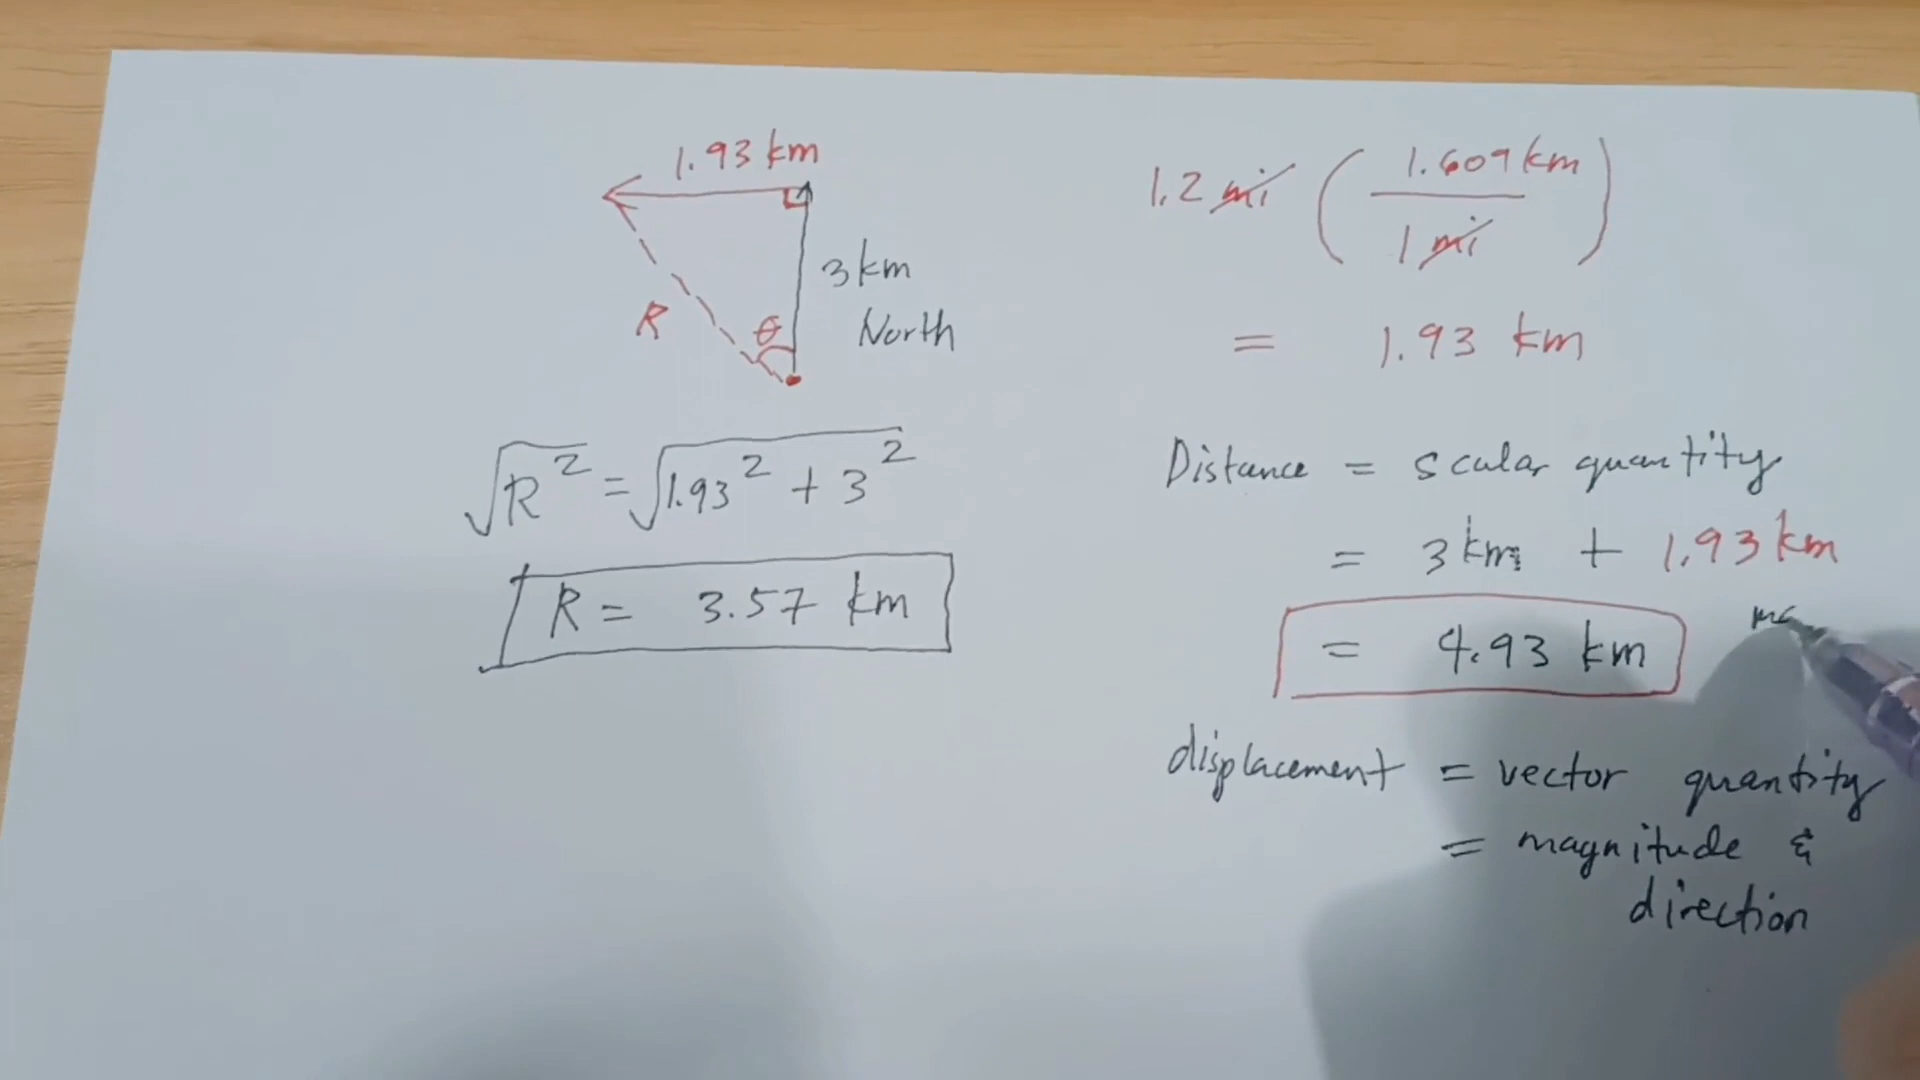 1.93 km
3 km
North
R
θ
√R² = √1.93² + 3²
R = 3.57 km
1.2 mi (1.609 km / 1 mi)
= 1.93 km
Distance = scalar quantity
= 3 km + 1.93 km
= 4.93 km
displacement = vector quantity
= magnitude &
direction